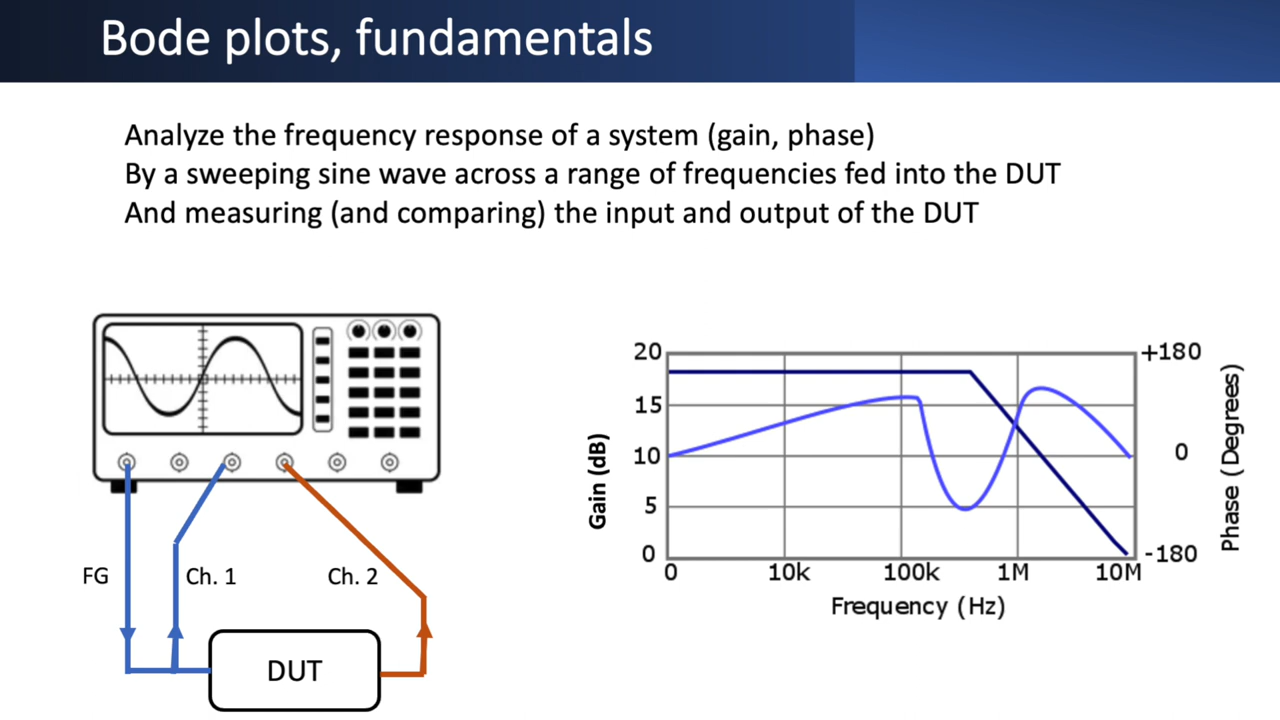 Bode plots, fundamentals
Analyze the frequency response of a system (gain, phase)
By a sweeping sine wave across a range of frequencies fed into the DUT
And measuring (and comparing) the input and output of the DUT
FG
Ch. 1
Ch. 2
DUT
Gain (dB)
20
15
10
5
0
0
10k
100k
1M
10M
Frequency (Hz)
+180
0
-180
Phase (Degrees)